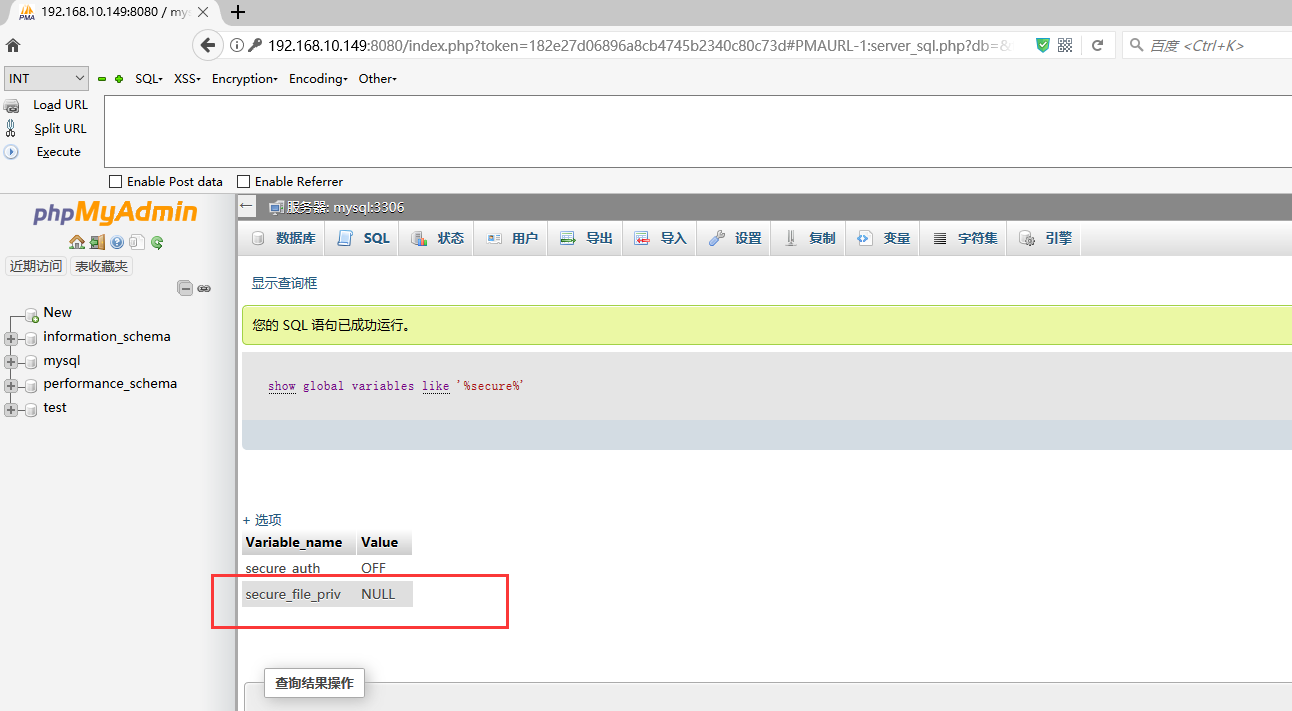 192.168.10.149:8080 / my
192.168.10.149:8080/index.php?token=182e27d06896a8cb4745b2340c80c73d#PMAURL-1:server_sql.php?db=&
百度 <Ctrl+K>
INT SQL XSS Encryption Encoding Other
Load URL
Split URL
Execute
Enable Post data Enable Referrer
phpMyAdmin
近期访问 表收藏夹
New
information_schema
mysql
performance_schema
test
服务器: mysql:3306
数据库 SQL 状态 用户 导出 导入 设置 复制 变量 字符集 引擎
显示查询框
您的 SQL 语句已成功运行。
show global variables like '%secure%'
+ 选项
Variable_name Value
secure_auth OFF
secure_file_priv NULL
查询结果操作